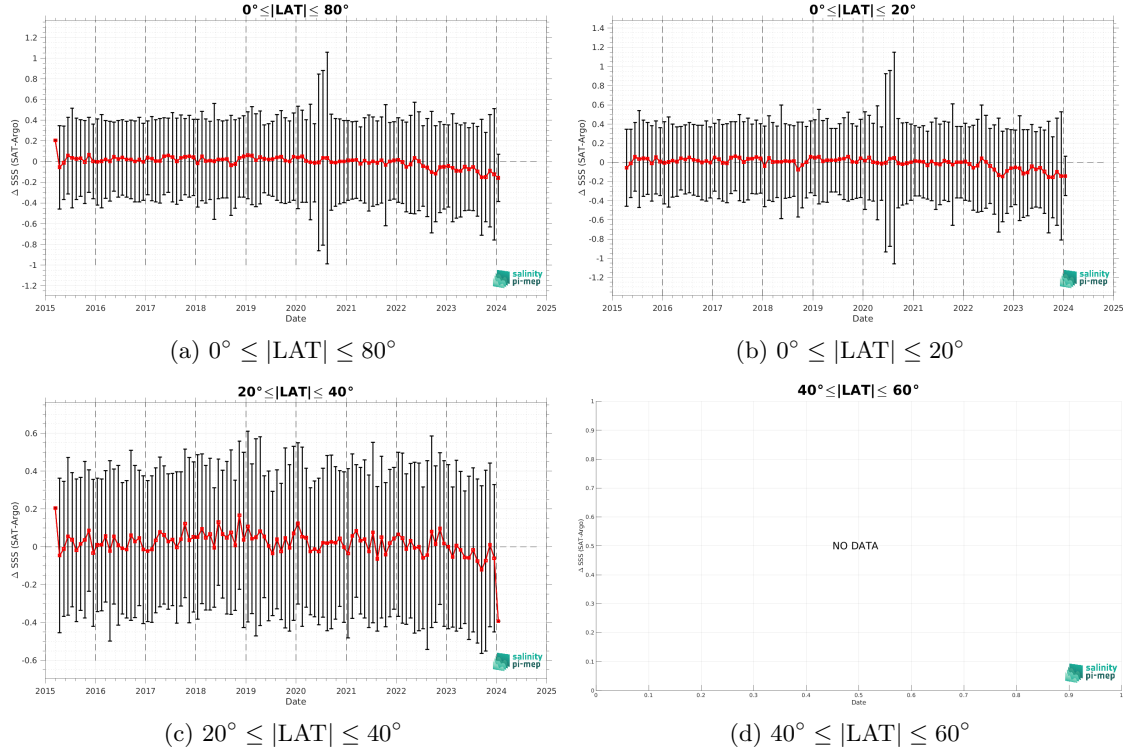 0°≤|LAT|≤ 80°
Δ SSS (SAT-Argo)
1.2
1
0.8
0.6
0.4
0.2
0
-0.2
-0.4
-0.6
-0.8
-1
-1.2
2015 2016 2017 2018 2019 2020 2021 2022 2023 2024 2025
Date
salinity
pi-mep
(a) 0° ≤ |LAT| ≤ 80°
0°≤|LAT|≤ 20°
Δ SSS (SAT-Argo)
1.4
1.2
1
0.8
0.6
0.4
0.2
0
-0.2
-0.4
-0.6
-0.8
-1
-1.2
2015 2016 2017 2018 2019 2020 2021 2022 2023 2024 2025
Date
salinity
pi-mep
(b) 0° ≤ |LAT| ≤ 20°
20°≤|LAT|≤ 40°
Δ SSS (SAT-Argo)
0.6
0.4
0.2
0
-0.2
-0.4
-0.6
2015 2016 2017 2018 2019 2020 2021 2022 2023 2024 2025
Date
salinity
pi-mep
(c) 20° ≤ |LAT| ≤ 40°
40°≤|LAT|≤ 60°
Δ SSS (SAT-Argo)
1
0.9
0.8
0.7
0.6
0.5
0.4
0.3
0.2
0.1
0
NO DATA
0 0.1 0.2 0.3 0.4 0.5 0.6 0.7 0.8 0.9 1
Date
salinity
pi-mep
(d) 40° ≤ |LAT| ≤ 60°